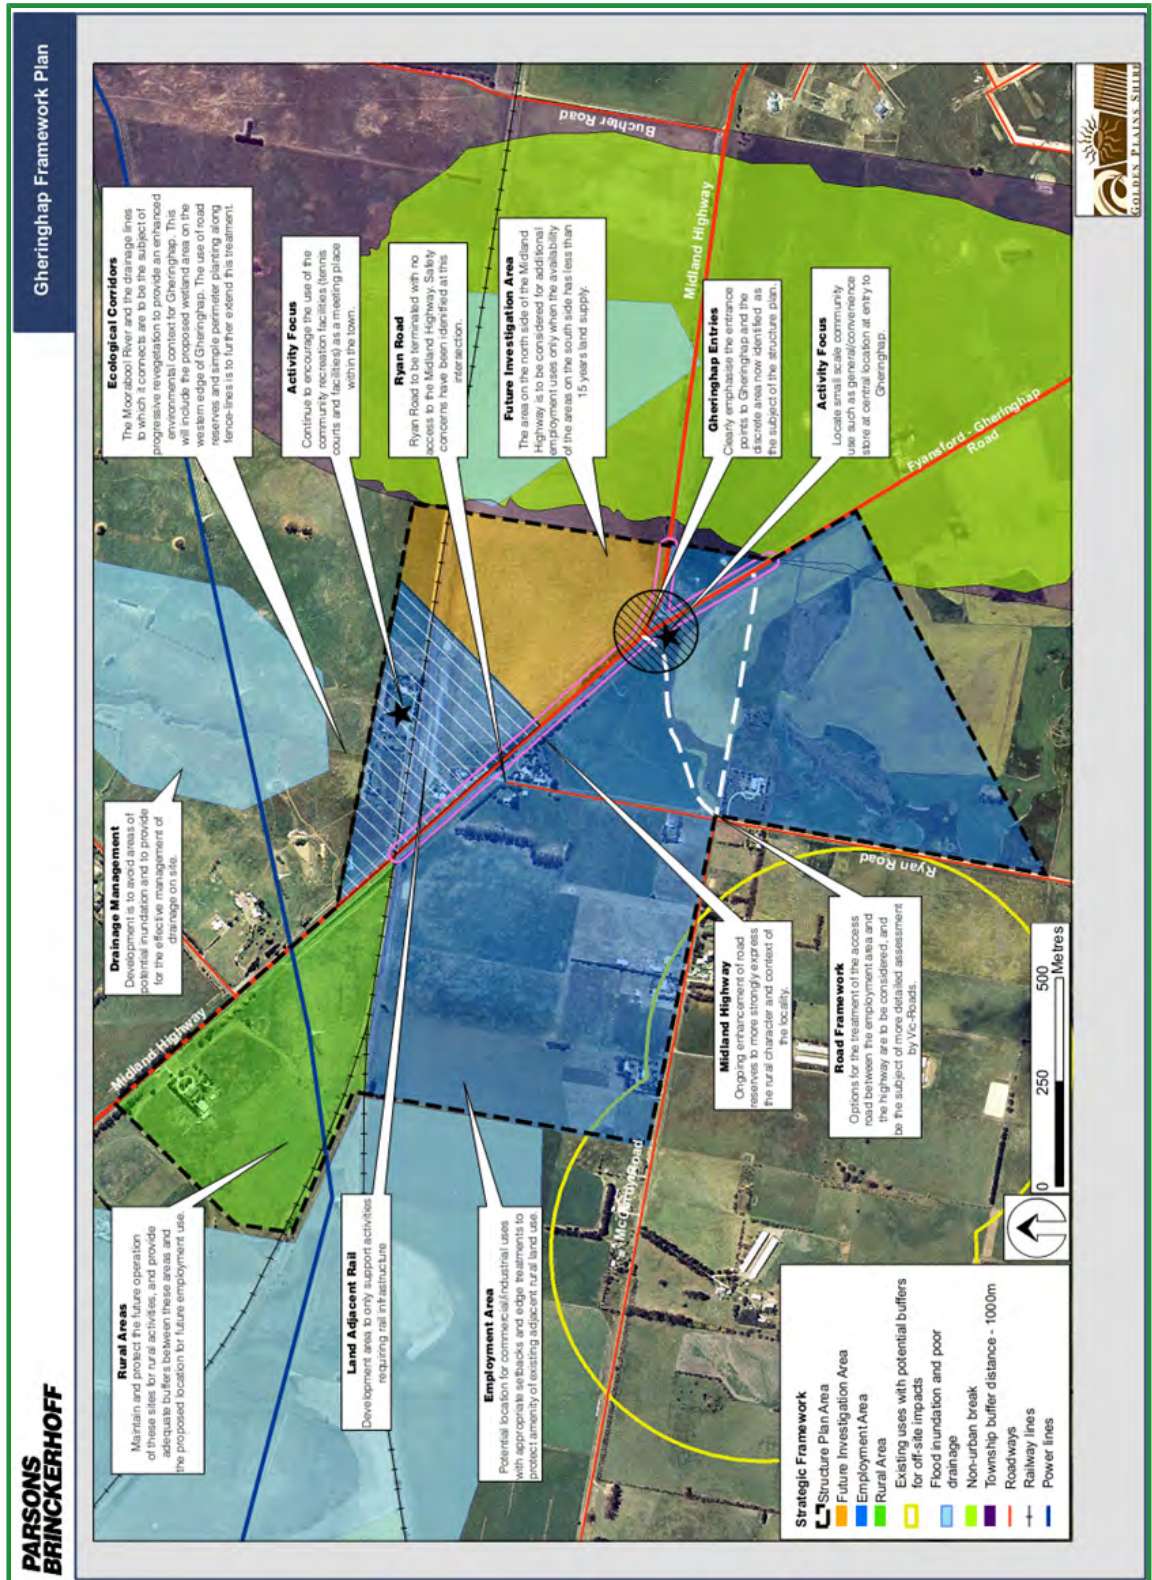 PARSONS
BRINCKERHOFF
Gheringhap Framework Plan
Rural Areas
Maintain and protect the future operation
of these sites for rural activities, and provide
adequate buffers between these areas and
the proposed location for future employment use.
Drainage Management
Development is to avoid areas of
potential inundation and to provide
for the effective management of
drainage on site.
Ecological Corridors
The Moorabool River and the drainage lines
to which it connects are to be the subject of
progressive revegetation to provide an enhanced
environmental context for Gheringhap. This
will include the proposed wetland area on the
western edge of Gheringhap. The use of road
reserves and simple perimeter planting along
fence-lines is to further extend this treatment.
Activity Focus
Continue to encourage the use of the
community recreation facilities (tennis
courts and facilities) as a meeting place
within the town.
Ryan Road
Ryan Road to be terminated with no
access to the Midland Highway. Safety
concerns have been identified at this
intersection.
Future Investigation Area
The area on the north side of the Midland
Highway is to be considered for additional
employment uses only when the availability
of the areas on the south side has less than
15 years land supply.
Gheringhap Entries
Clearly emphasise the entrance
points to Gheringhap and the
discrete area now identified as
the subject of the structure plan.
Activity Focus
Locate small scale community
use such as general/convenience
store at central location at entry to
Gheringhap.
Land Adjacent Rail
Development area to only support activities
requiring rail infrastructure
Employment Area
Potential location for commercial/industrial uses
with appropriate setbacks and edge treatments to
protect amenity of existing adjacent rural land use.
Midland Highway
Ongoing enhancement of road
reserves to more strongly express
the rural character and context of
the locality.
Road Framework
Options for the treatment of the access
road between the employment area and
the highway are to be considered, and
be the subject of more detailed assessment
by Vic-Roads.
Midland Highway
Buchter Road
Midland Highway
Fyansford - Gheringhap
Road
Ryan Road
McCurdy Road
Strategic Framework
Structure Plan Area
Future Investigation Area
Employment Area
Rural Area
Existing uses with potential buffers
for off-site impacts
Flood inundation and poor
drainage
Non-urban break
Township buffer distance - 1000m
Roadways
Railway lines
Power lines
0 250 500
Metres
GOLDEN PLAINS SHIRE